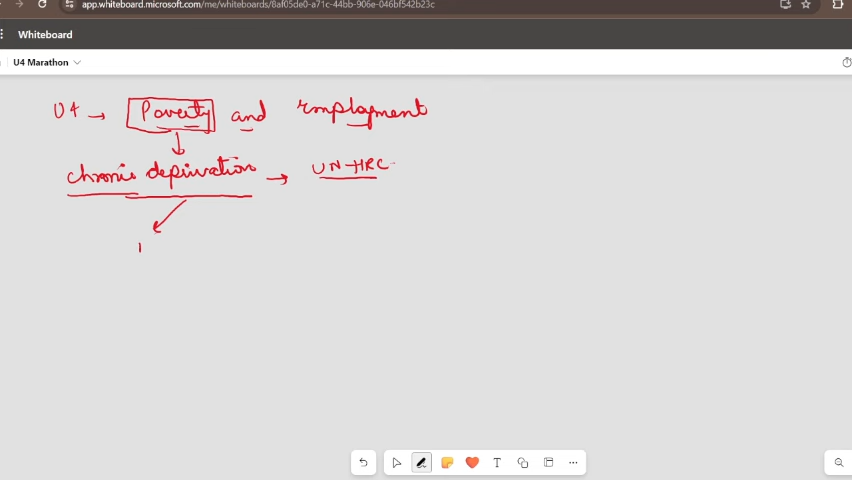 app.whiteboard.microsoft.com/me/whiteboards/8af05de0-a71c-44bb-906e-046bf542b23c
Whiteboard
U4 Marathon
U4 → Poverty and employment
chronic deprivation → UN-HRC
T